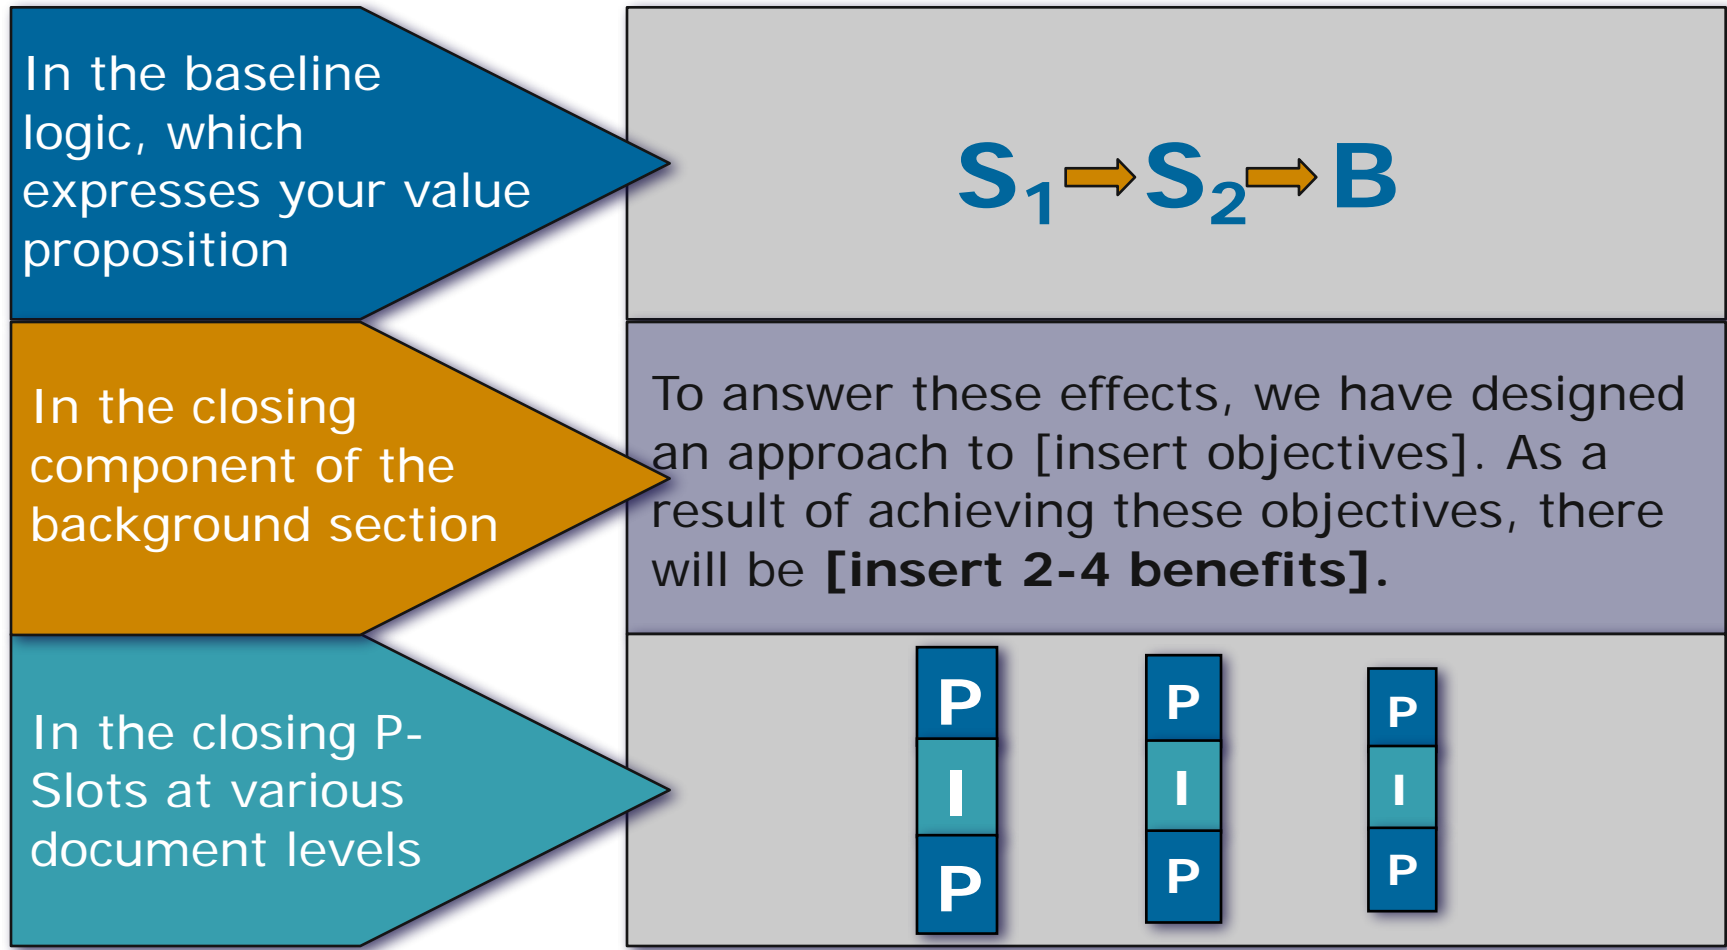 In the baseline
logic, which
expresses your value
proposition
S1 S2 B
In the closing
component of the
background section
To answer these effects, we have designed
an approach to [insert objectives]. As a
result of achieving these objectives, there
will be [insert 2-4 benefits].
In the closing P-
Slots at various
document levels
P
I
P
P
I
P
P
I
P